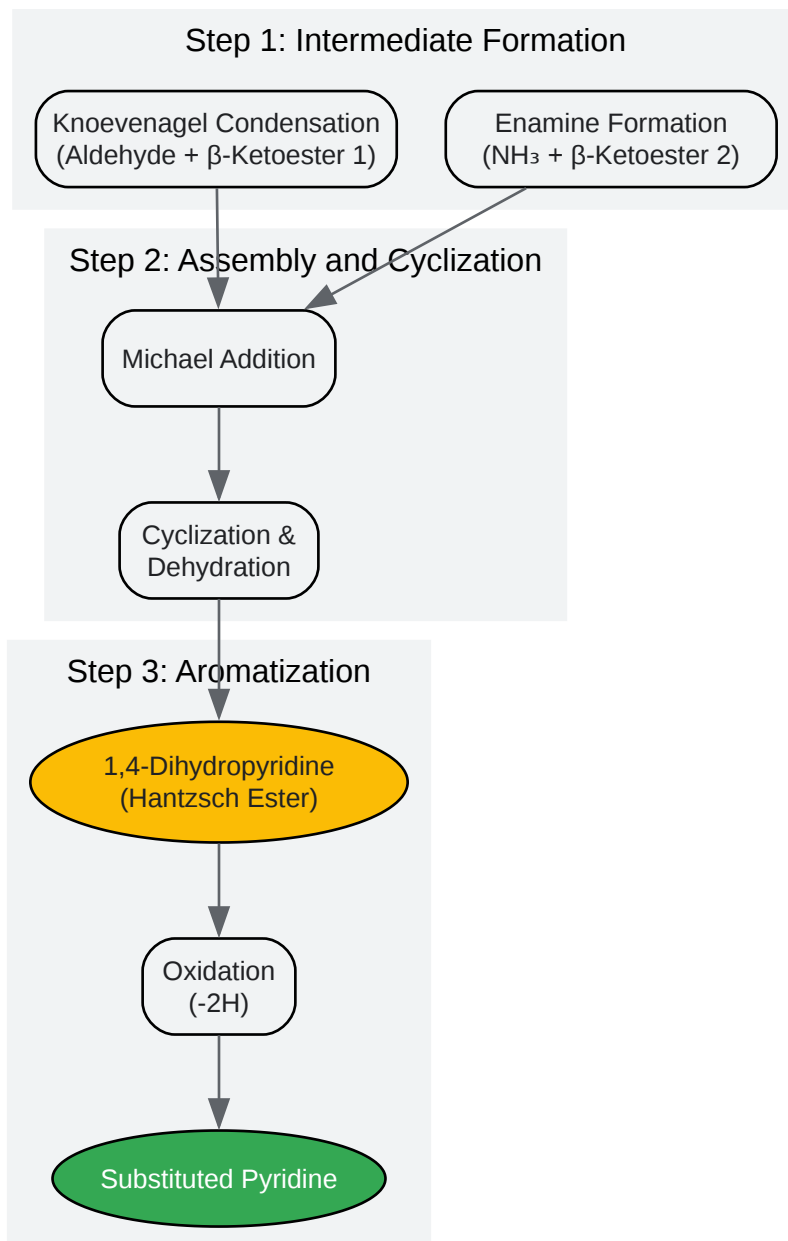 Step 1: Intermediate Formation
Knoevenagel Condensation
(Aldehyde + β-Ketoester 1)
Enamine Formation
(NH₃ + β-Ketoester 2)
Step 2: Assembly and Cyclization
Michael Addition
Cyclization &
Dehydration
Step 3: Aromatization
1,4-Dihydropyridine
(Hantzsch Ester)
Oxidation
(-2H)
Substituted Pyridine